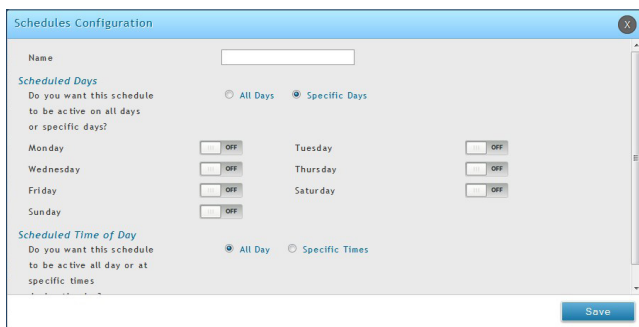 Schedules Configuration
X
Name
Scheduled Days
Do you want this schedule
to be active on all days
or specific days?
All Days
Specific Days
Monday OFF Tuesday OFF
Wednesday OFF Thursday OFF
Friday OFF Saturday OFF
Sunday OFF
Scheduled Time of Day
Do you want this schedule
to be active all day or at
specific times
All Day
Specific Times
Save